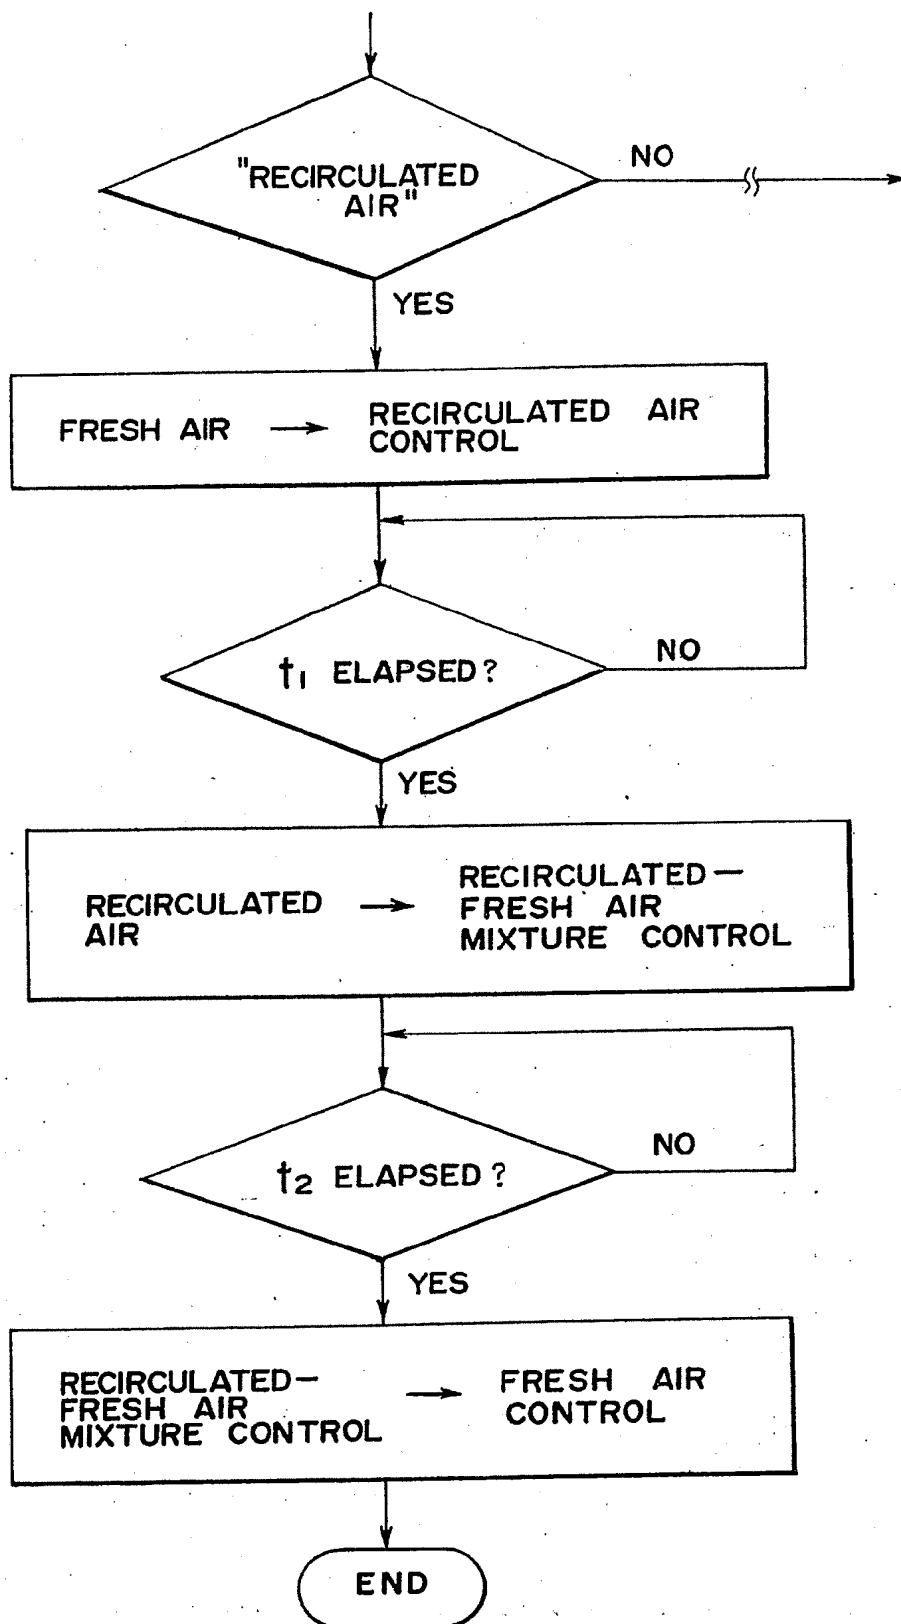 "RECIRCULATED
AIR"
NO
YES
FRESH AIR → RECIRCULATED AIR
CONTROL
t1 ELAPSED?
NO
YES
RECIRCULATED
AIR
→
RECIRCULATED—
FRESH AIR
MIXTURE CONTROL
t2 ELAPSED?
NO
YES
RECIRCULATED—
FRESH AIR
MIXTURE CONTROL
→
FRESH AIR
CONTROL
END